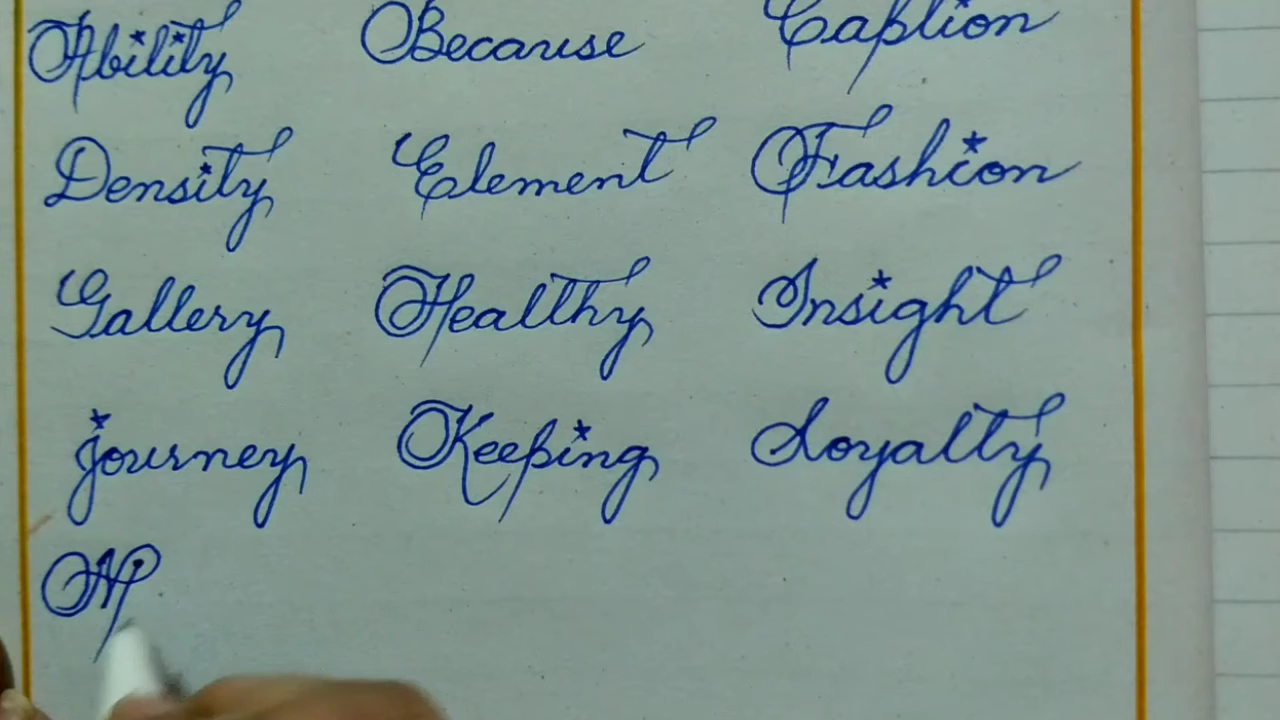 Ability Because Caption
Density Element Fashion
Gallery Healthy Insight
Journey Keeping Loyalty